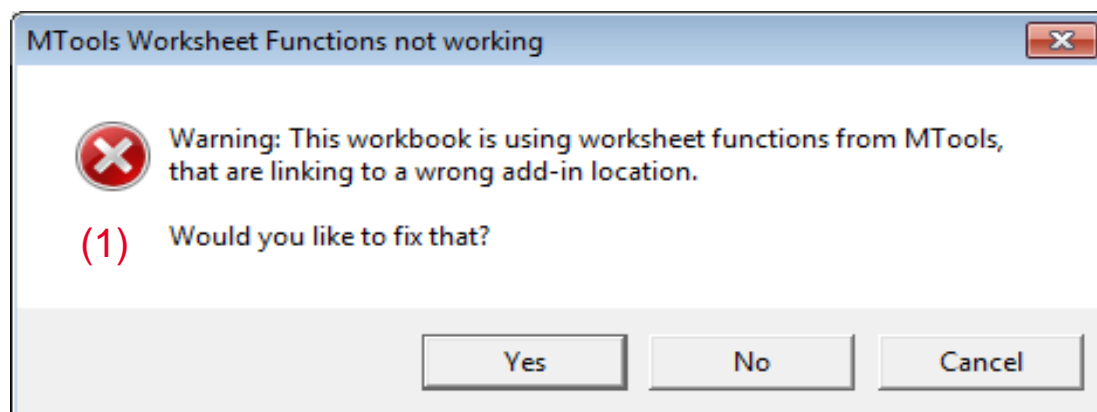 MTools Worksheet Functions not working
Warning: This workbook is using worksheet functions from MTools,
that are linking to a wrong add-in location.
(1) Would you like to fix that?
Yes No Cancel